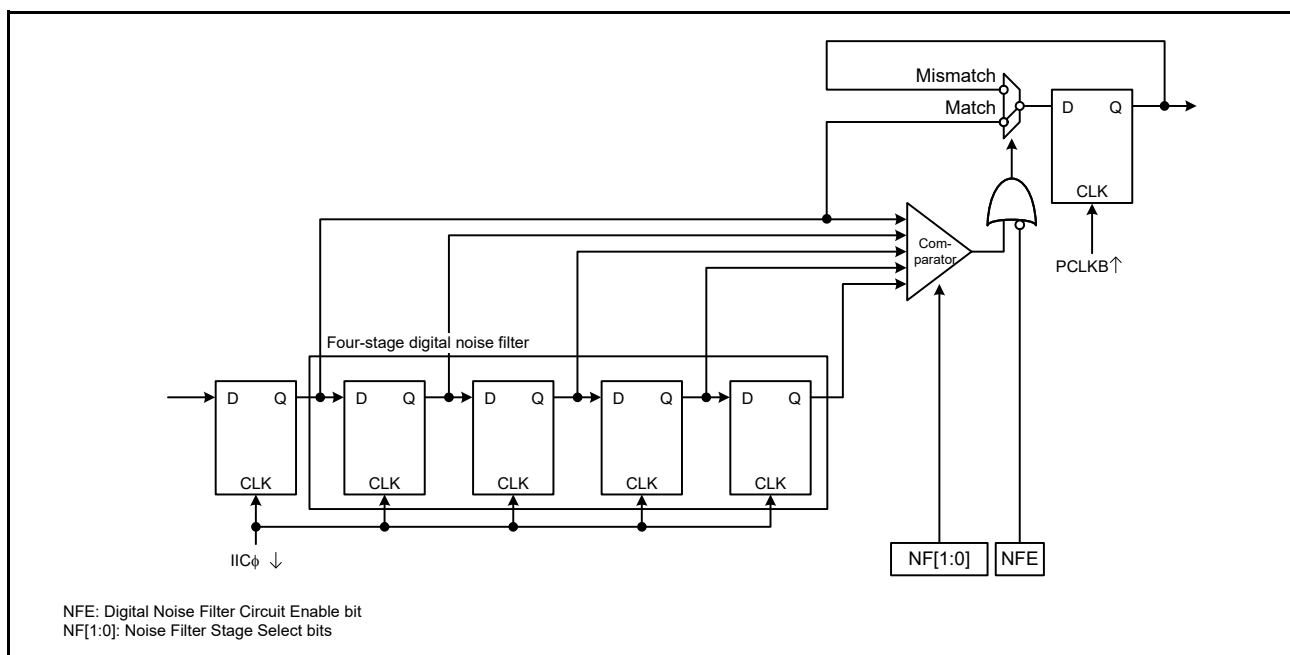 Mismatch
Match
D Q
CLK
PCLKB↑
Com-
parator
Four-stage digital noise filter
D Q D Q D Q D Q D Q
CLK CLK CLK CLK CLK
IICϕ ↓
NF[1:0] NFE
NFE: Digital Noise Filter Circuit Enable bit
NF[1:0]: Noise Filter Stage Select bits